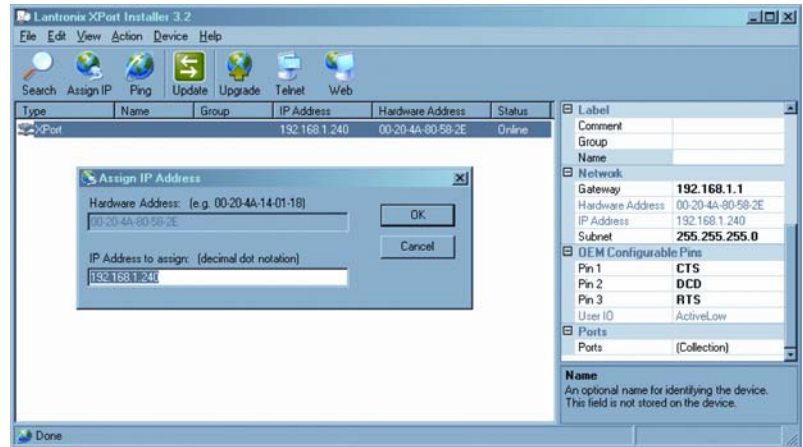 Lantronix XPort Installer 3.2
File Edit View Action Device Help
Search Assign IP Ping Update Upgrade Telnet Web
Type Name Group IP Address Hardware Address Status
XPort 192.168.1.240 00-20-4A-80-58-2E Online
Assign IP Address
Hardware Address: (e.g. 00-20-4A-14-01-18)
00-20-4A-80-58-2E
OK
Cancel
IP Address to assign: (decimal dot notation)
192.168.1.240
Label
Comment
Group
Name
Network
Gateway 192.168.1.1
Hardware Address 00-20-4A-80-58-2E
IP Address 192.168.1.240
Subnet 255.255.255.0
OEM Configurable Pins
Pin 1 CTS
Pin 2 DCD
Pin 3 RTS
User IO ActiveLow
Ports
Ports (Collection)
Name
An optional name for identifying the device.
This field is not stored on the device.
Done